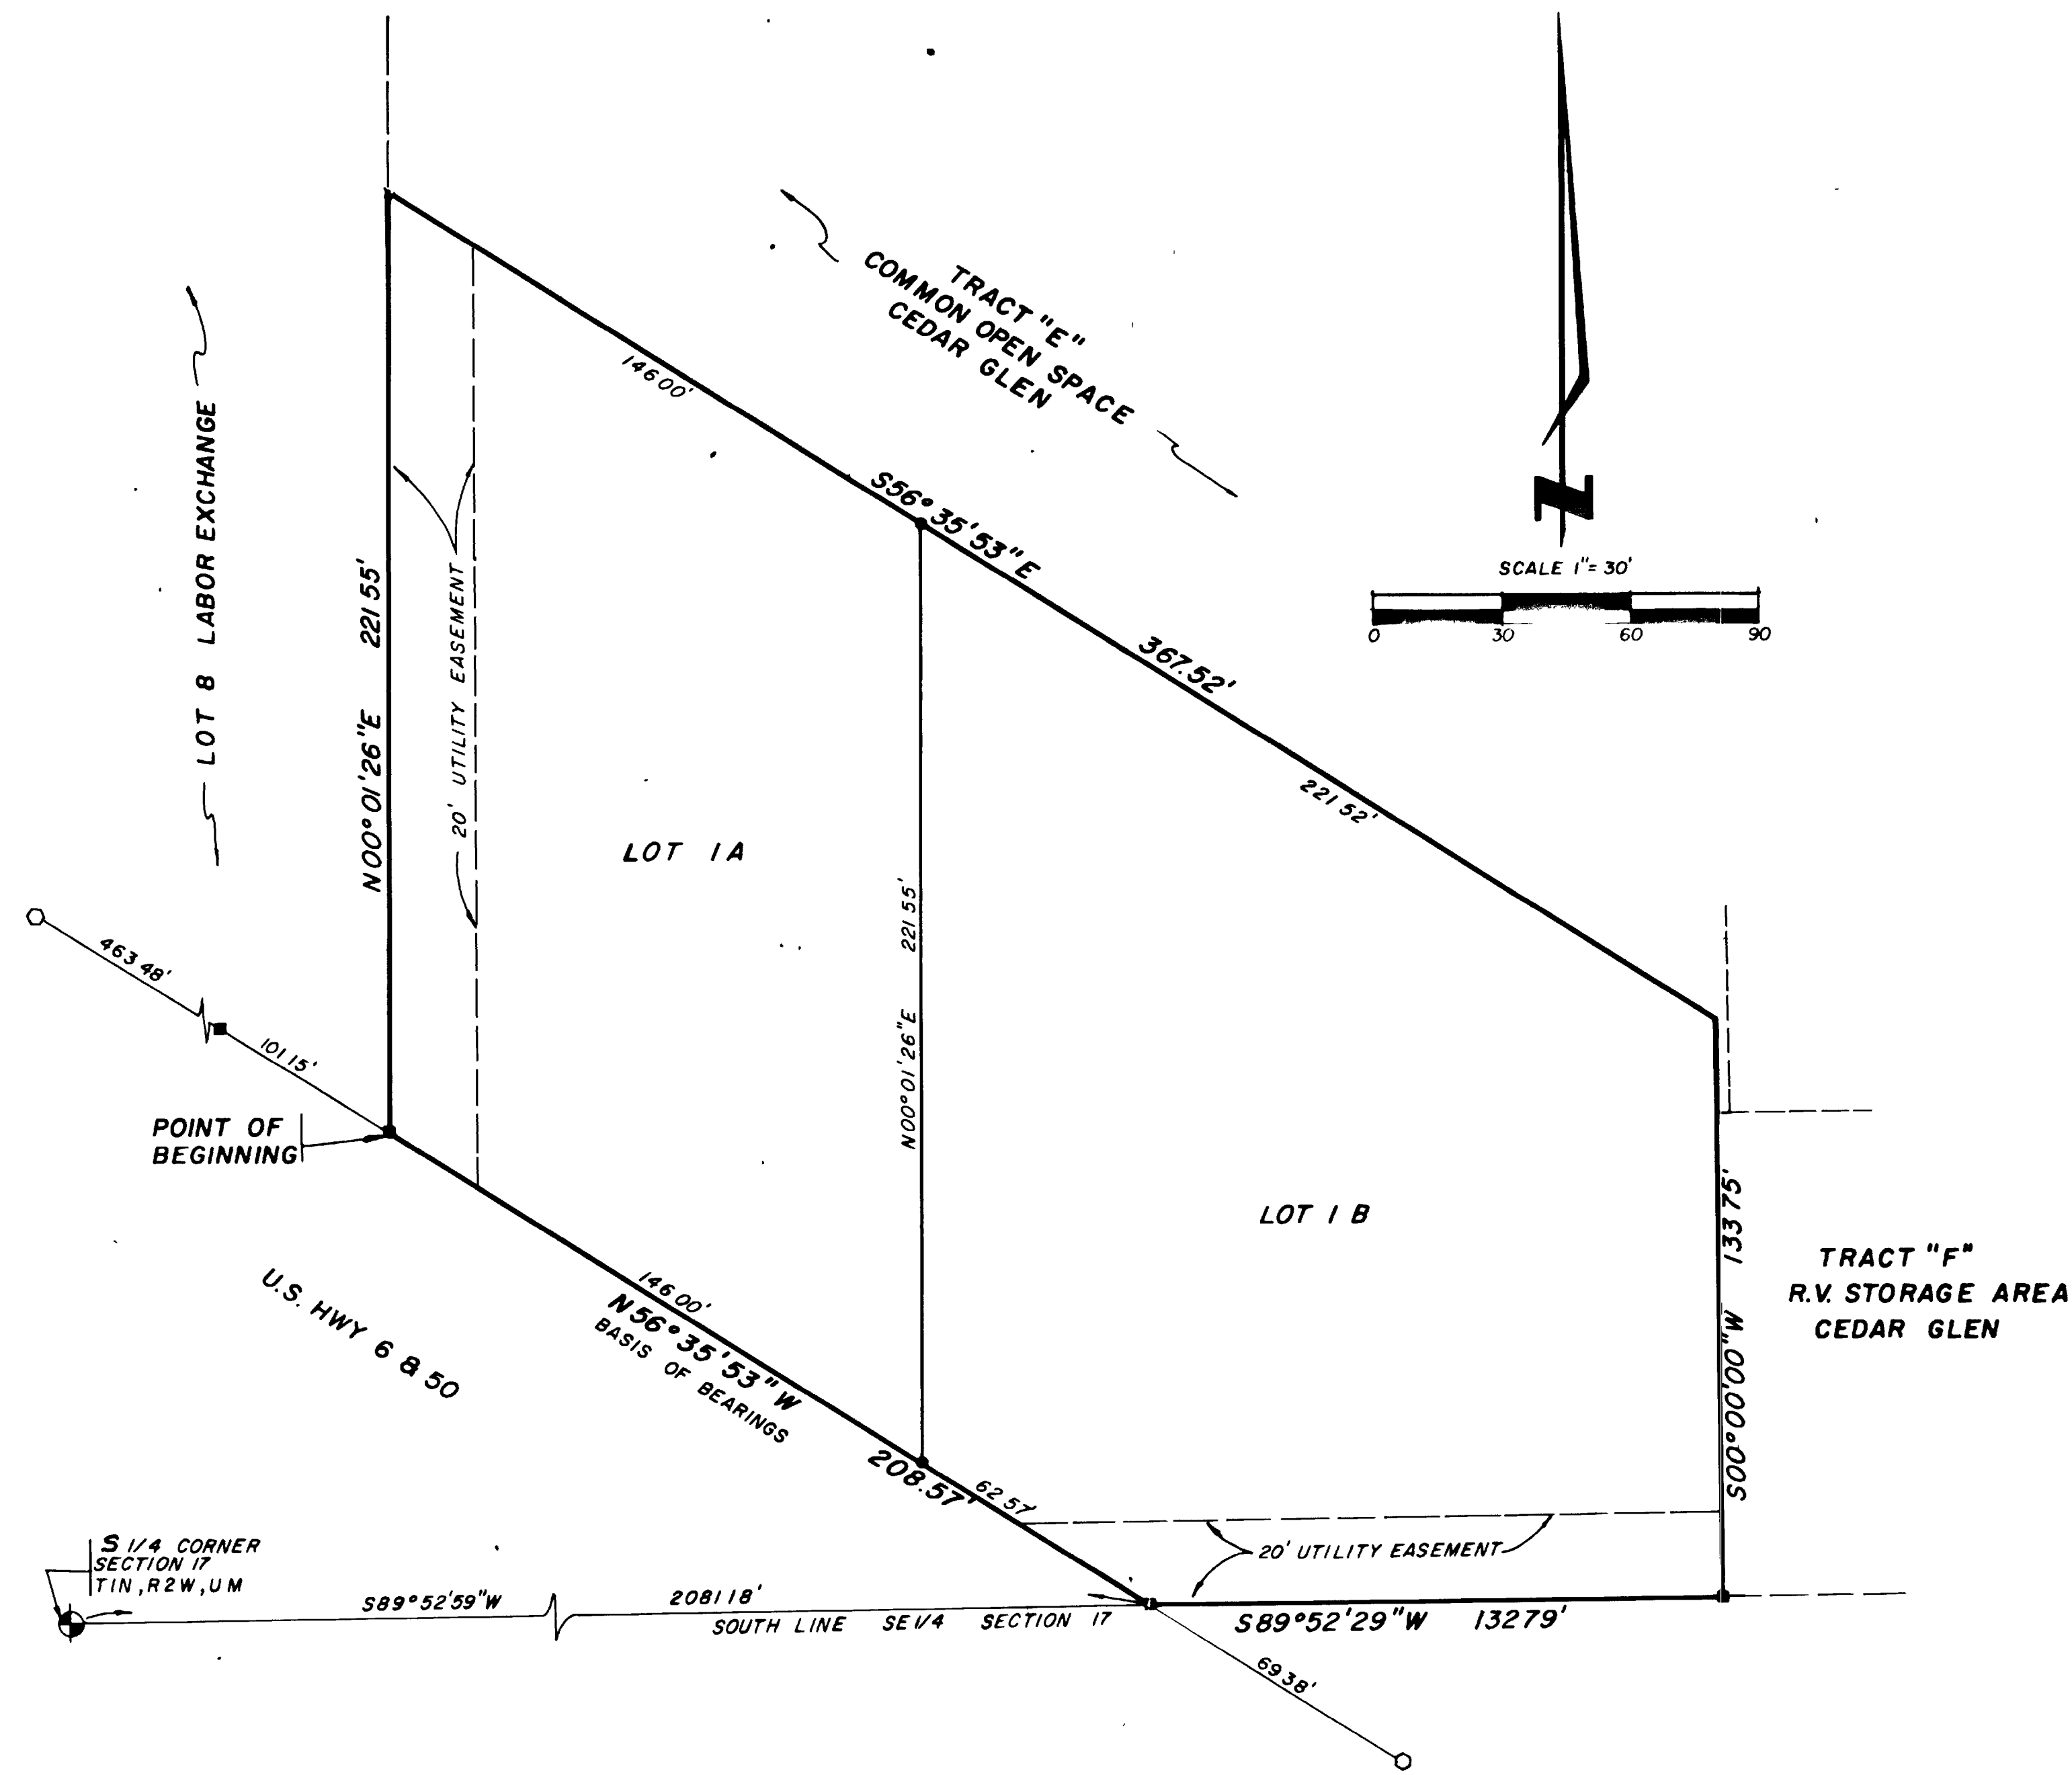 TRACT "E"
COMMON OPEN SPACE
CEDAR GLEN
146 00'
S56°35'53"E
367.52'
221 52'
SCALE 1"= 30'
0 30 60 90
LOT 8 LABOR EXCHANGE
N00°01'26"E 221 55'
20' UTILITY EASEMENT
LOT 1A
N00°01'26"E 221 55'
463 48'
101 15'
POINT OF
BEGINNING
LOT 1 B
S00°00'00"W 133 75'
TRACT "F"
R.V. STORAGE AREA
CEDAR GLEN
U.S. HWY 6 & 50
146 00'
N56°35'53"W
BASIS OF BEARINGS
208.57'
62 57'
20' UTILITY EASEMENT
S 1/4 CORNER
SECTION 17
T1N, R2W, UM
S89°52'59"W 2081 18'
SOUTH LINE SE 1/4 SECTION 17
S89°52'29"W 132 79'
69 38'
N